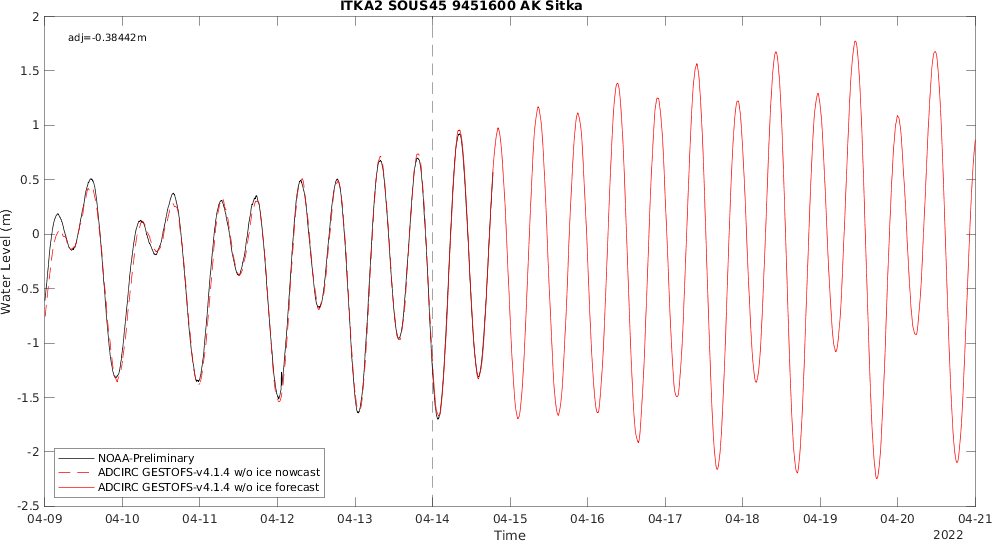 ITKA2 SOUS45 9451600 AK Sitka
adj=-0.38442m
2
1.5
1
0.5
0
-0.5
-1
-1.5
-2
-2.5
Water Level (m)
NOAA-Preliminary
ADCIRC GESTOFS-v4.1.4 w/o ice nowcast
ADCIRC GESTOFS-v4.1.4 w/o ice forecast
04-09 04-10 04-11 04-12 04-13 04-14 04-15 04-16 04-17 04-18 04-19 04-20 04-21
Time
2022